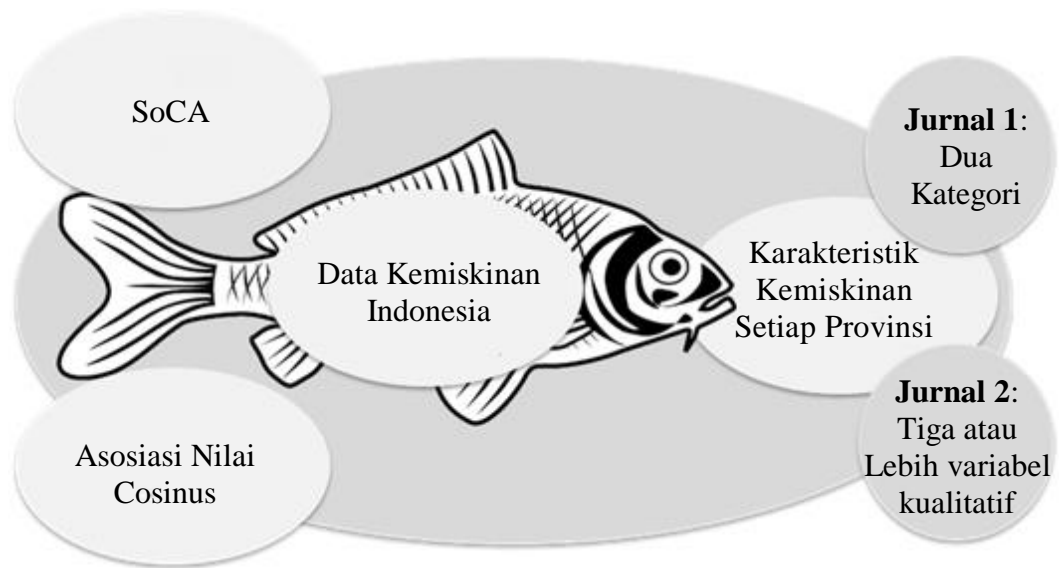 SoCA
Jurnal 1:
Dua
Kategori
Data Kemiskinan
Indonesia
Karakteristik
Kemiskinan
Setiap Provinsi
Asosiasi Nilai
Cosinus
Jurnal 2:
Tiga atau
Lebih variabel
kualitatif